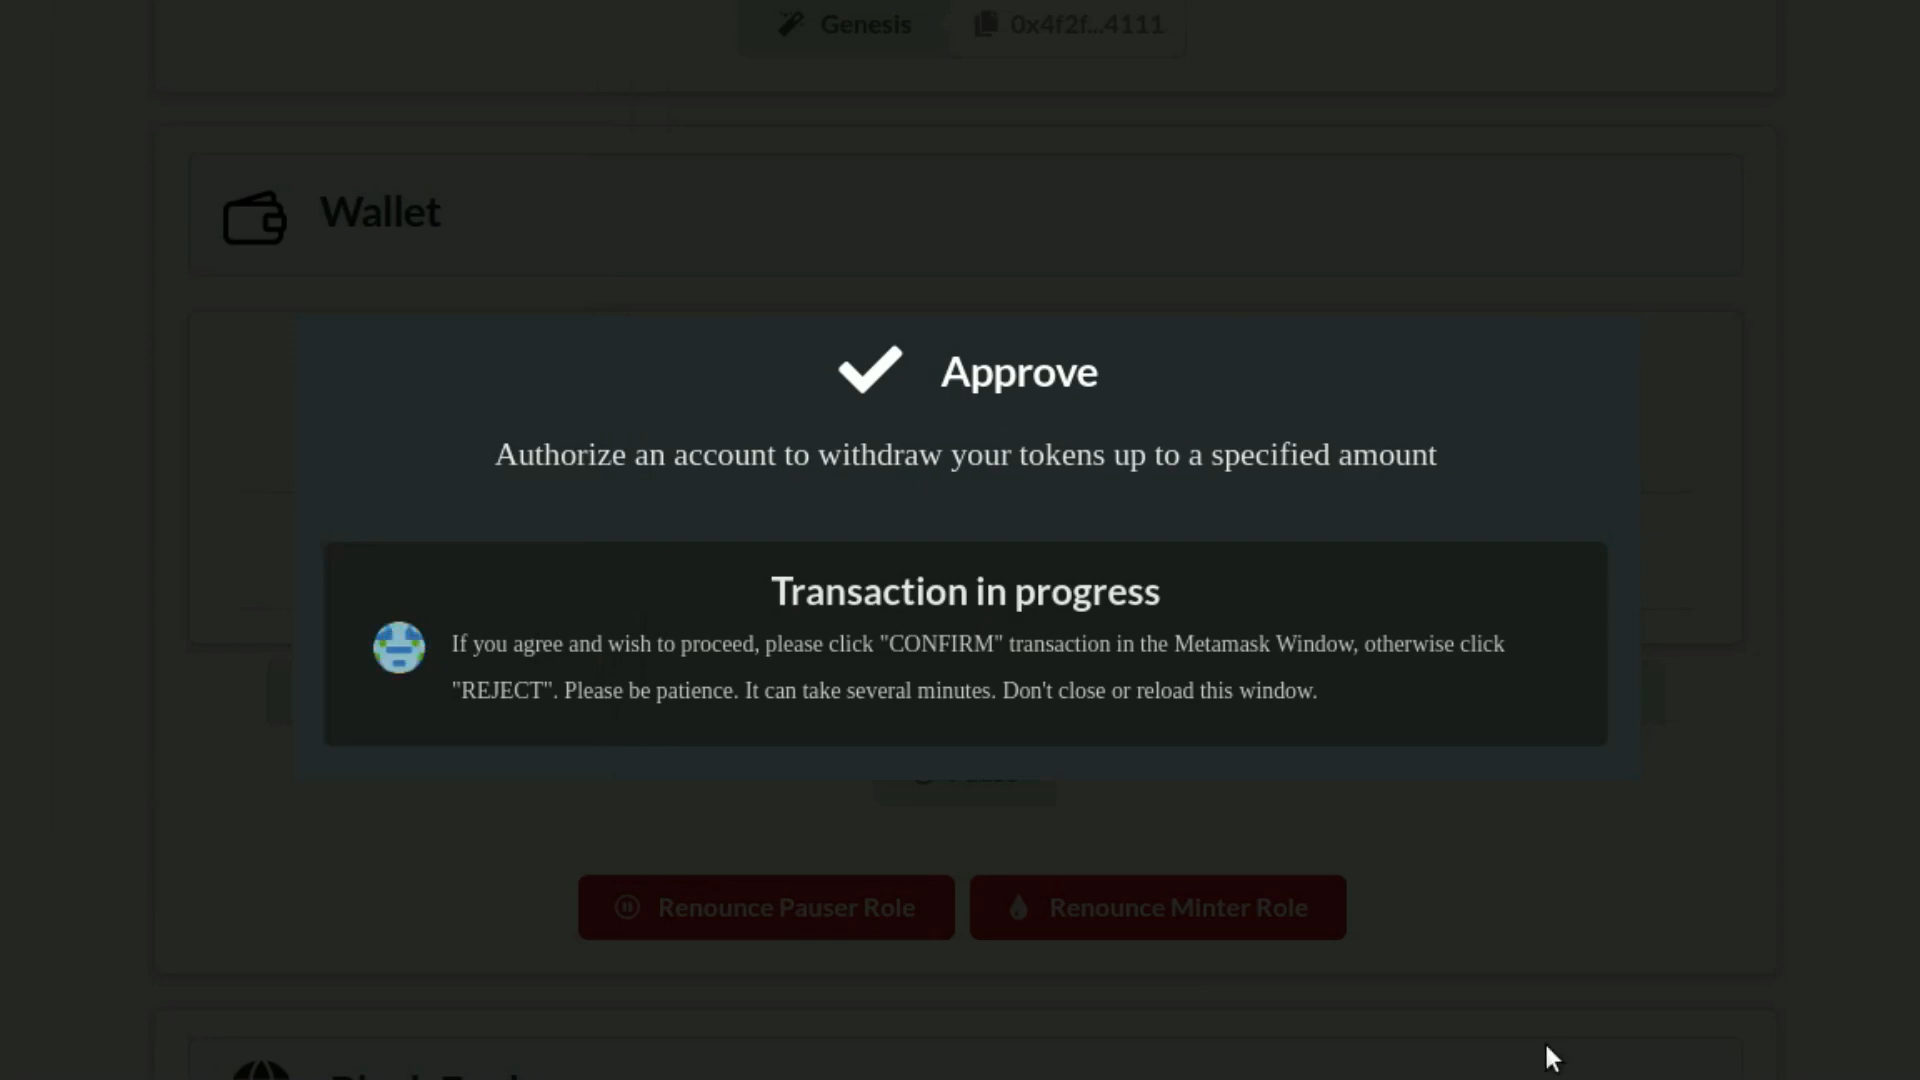 Genesis 0x4f2f...4111
Wallet
Approve
Authorize an account to withdraw your tokens up to a specified amount
Transaction in progress
If you agree and wish to proceed, please click "CONFIRM" transaction in the Metamask Window, otherwise click
"REJECT". Please be patience. It can take several minutes. Don't close or reload this window.
Renounce Pauser Role Renounce Minter Role